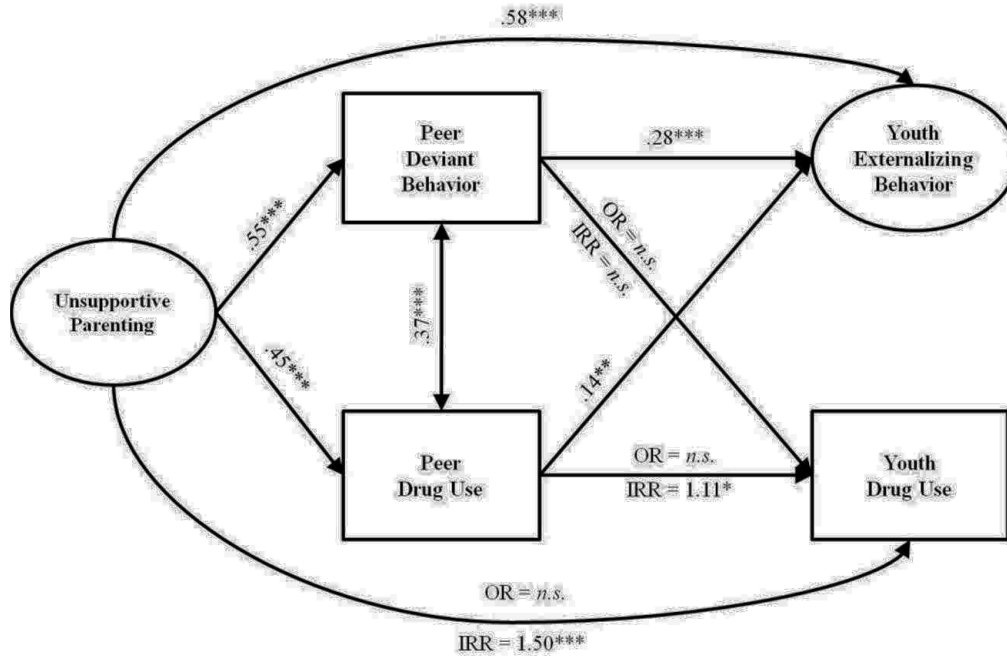 .58***
Peer
Deviant
Behavior
.28***
Youth
Externalizing
Behavior
.55***
OR = n.s.
IRR = n.s.
Unsupportive
Parenting
.37***
.45***
.14**
Peer
Drug Use
OR = n.s.
IRR = 1.11*
Youth
Drug Use
OR = n.s.
IRR = 1.50***